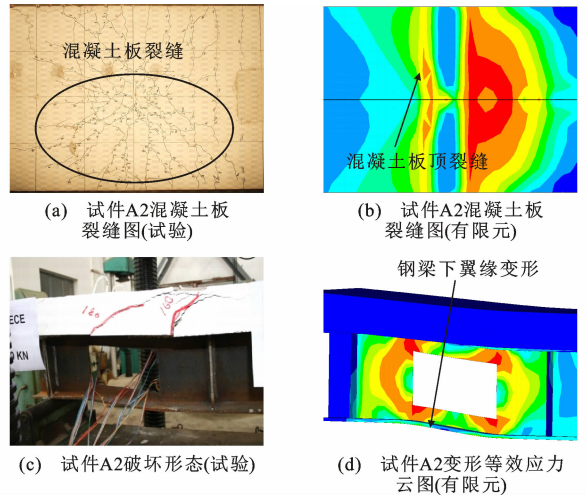 混凝土板裂缝
(a) 试件A2混凝土板
裂缝图(试验)
混凝土板顶裂缝
(b) 试件A2混凝土板
裂缝图(有限元)
160
160
ECE
KN
(c) 试件A2破坏形态(试验)
钢梁下翼缘变形
(d) 试件A2变形等效应力
云图(有限元)